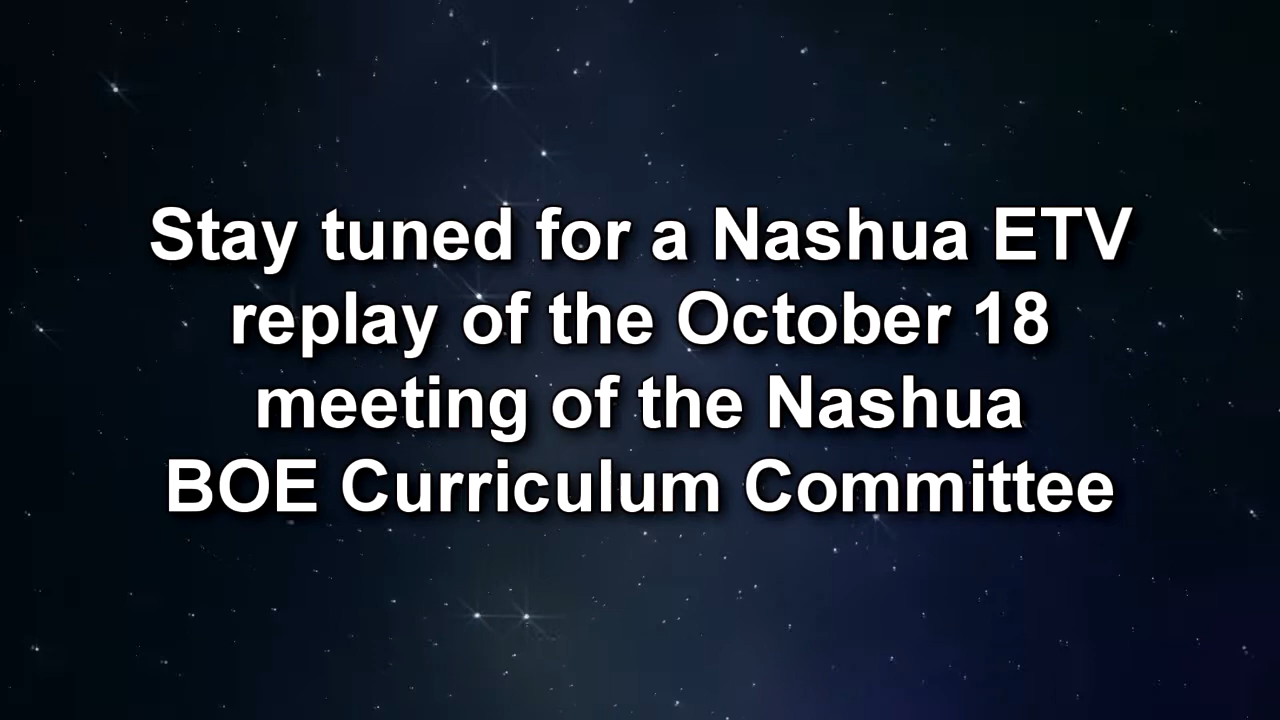 Stay tuned for a Nashua ETV
replay of the October 18
meeting of the Nashua
BOE Curriculum Committee